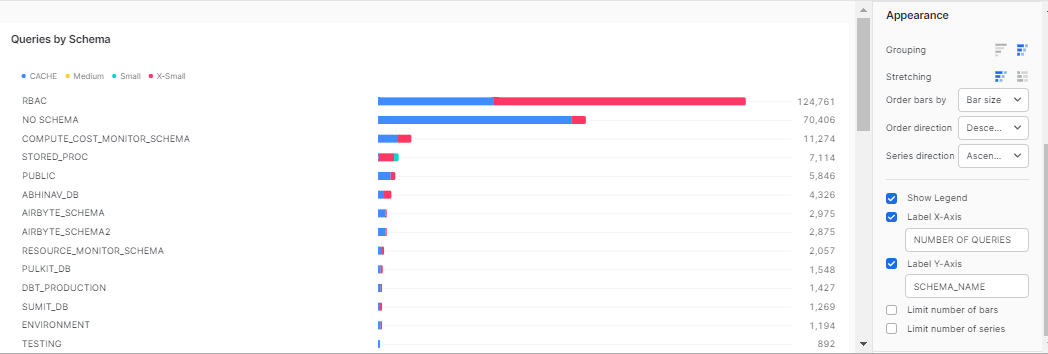 Queries by Schema
CACHE Medium Small X-Small
RBAC 124,761
NO SCHEMA 70,406
COMPUTE_COST_MONITOR_SCHEMA 11,274
STORED_PROC 7,114
PUBLIC 5,846
ABHINAV_DB 4,326
AIRBYTE_SCHEMA 2,975
AIRBYTE_SCHEMA2 2,875
RESOURCE_MONITOR_SCHEMA 2,057
PULKIT_DB 1,548
DBT_PRODUCTION 1,427
SUMIT_DB 1,269
ENVIRONMENT 1,194
TESTING 892
Appearance
Grouping
Stretching
Order bars by Bar size
Order direction Desce...
Series direction Ascen...
Show Legend
Label X-Axis
NUMBER OF QUERIES
Label Y-Axis
SCHEMA_NAME
Limit number of bars
Limit number of series